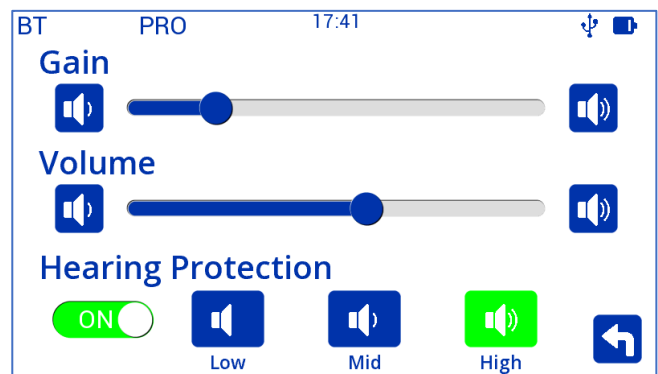 BT PRO 17:41
Gain
Volume
Hearing Protection
ON
Low Mid High